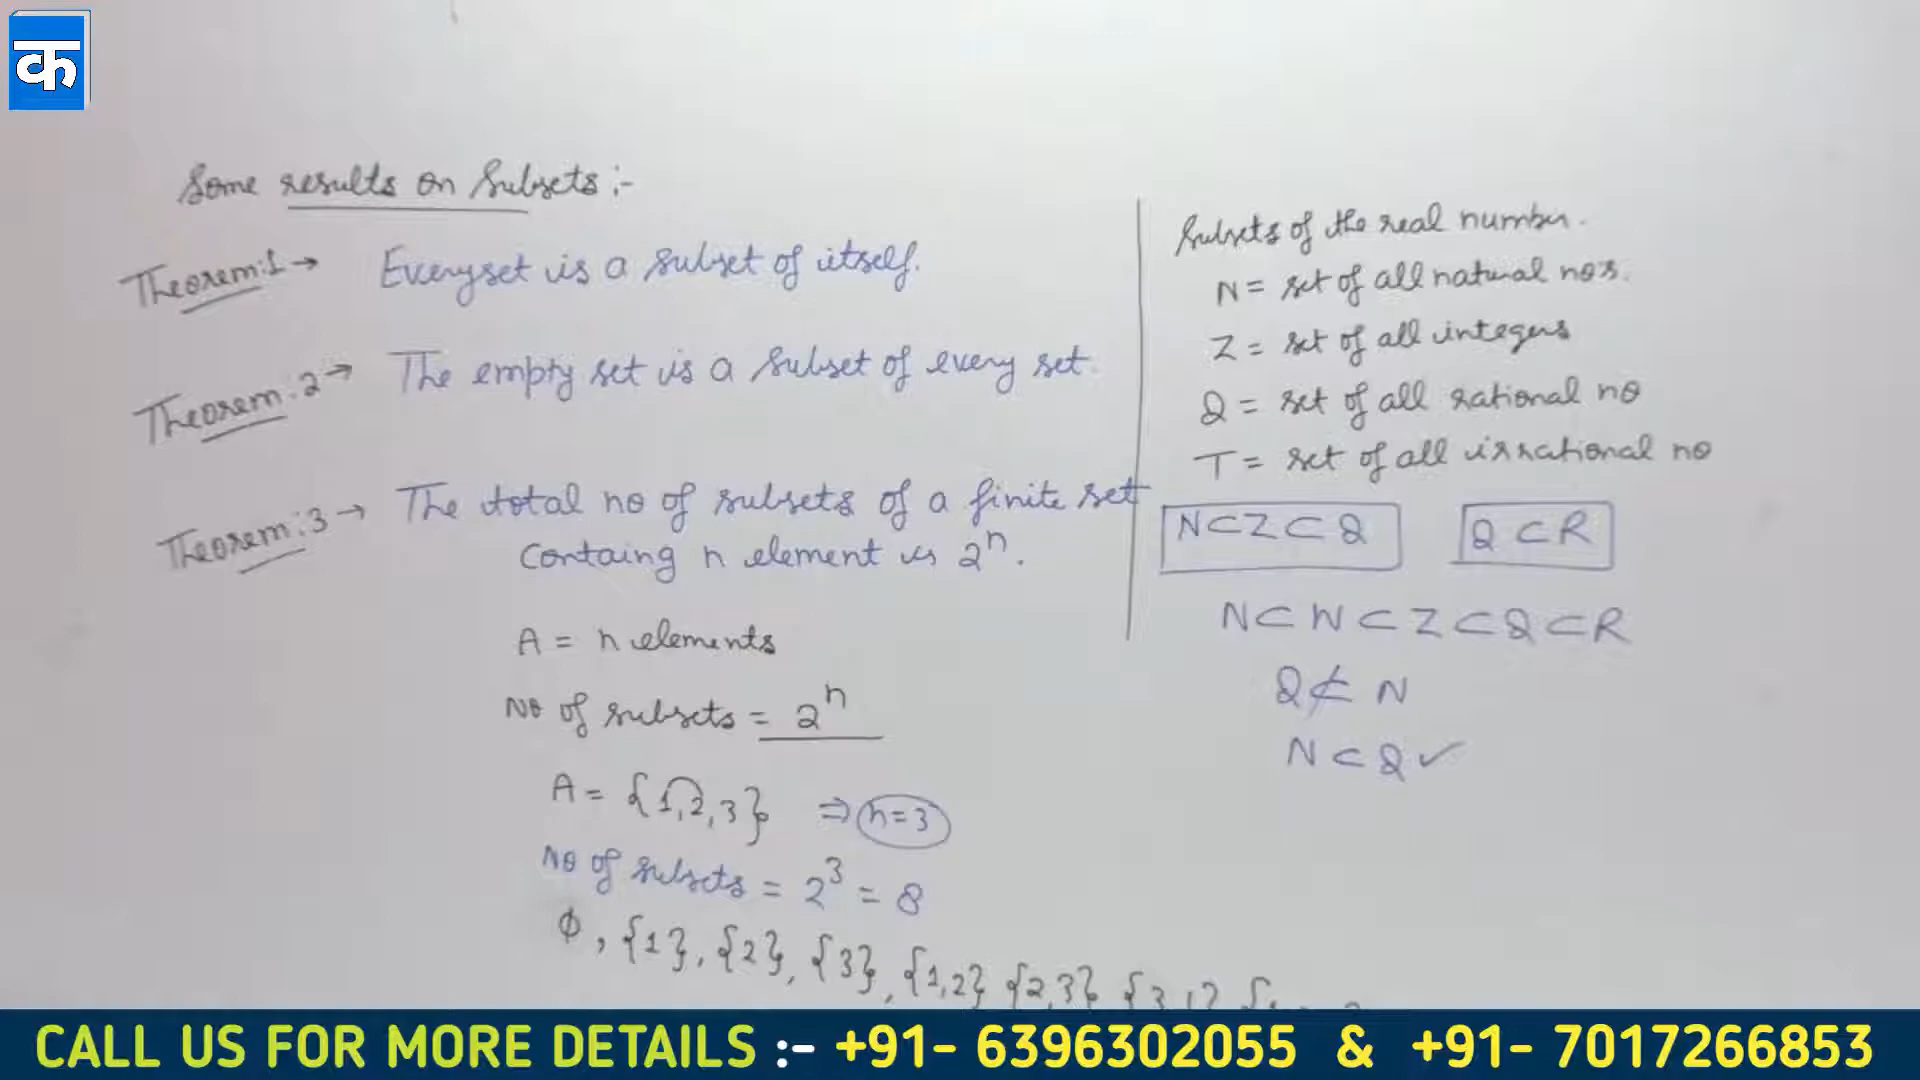 क
Some results on Subsets :-
Theorem:1 → Every set is a subset of itself.
Theorem:2 → The empty set is a subset of every set.
Theorem:3 → The total no of subsets of a finite set
Containg n element is 2ⁿ.
A = n elements
No of subsets = 2ⁿ
A = {1,2,3} ⇒ n=3
No of subsets = 2³ = 8
φ, {1}, {2}, {3}, {1,2} {2,3} {3,1}
Subsets of the real number.
N = set of all natural no's.
Z = set of all integers
Q = set of all rational no
T = set of all irrational no
N⊂Z⊂Q Q⊂R
N⊂W⊂Z⊂Q⊂R
Q⊄N
N⊂Q✓
CALL US FOR MORE DETAILS :- +91- 6396302055 & +91- 7017266853